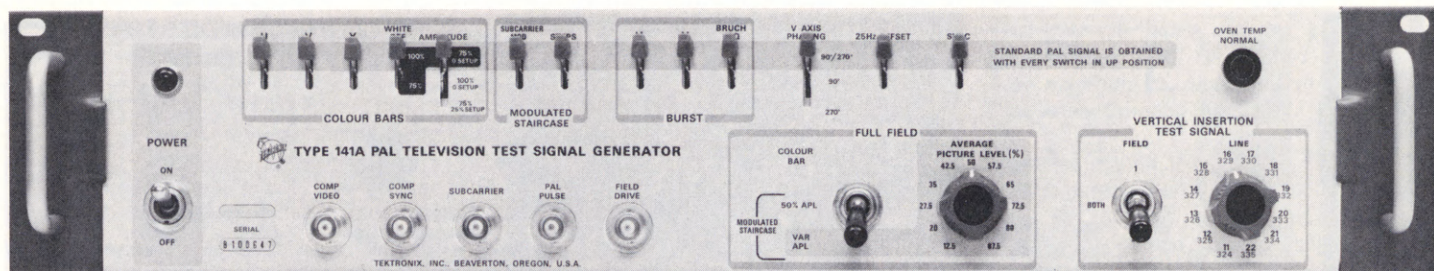 WHITE
AMPLITUDE
100%
75%
75%
0 SETUP
100%
0 SETUP
75%
25% SETUP
COLOUR BARS
SUBCARRIER
MODULATED
STAIRCASE
BRUCH
BURST
V AXIS
PHASING
90°/270°
90°
270°
25Hz OFFSET
SYNC
STANDARD PAL SIGNAL IS OBTAINED
WITH EVERY SWITCH IN UP POSITION
OVEN TEMP
NORMAL
POWER
ON
OFF
TYPE 141A PAL TELEVISION TEST SIGNAL GENERATOR
SERIAL
B100647
COMP
VIDEO
COMP
SYNC
SUBCARRIER
PAL
PULSE
FIELD
DRIVE
TEKTRONIX, INC., BEAVERTON, OREGON, U.S.A.
FULL FIELD
COLOUR
BAR
50% APL
VAR
APL
MODULATED
STAIRCASE
AVERAGE
PICTURE LEVEL (%)
12.5
20
27.5
35
42.5
50
57.5
65
72.5
80
87.5
VERTICAL INSERTION
TEST SIGNAL
FIELD
1
BOTH
LINE
11
324
12
325
13
326
14
327
15
328
16
329
17
330
18
331
19
332
20
333
21
334
22
335